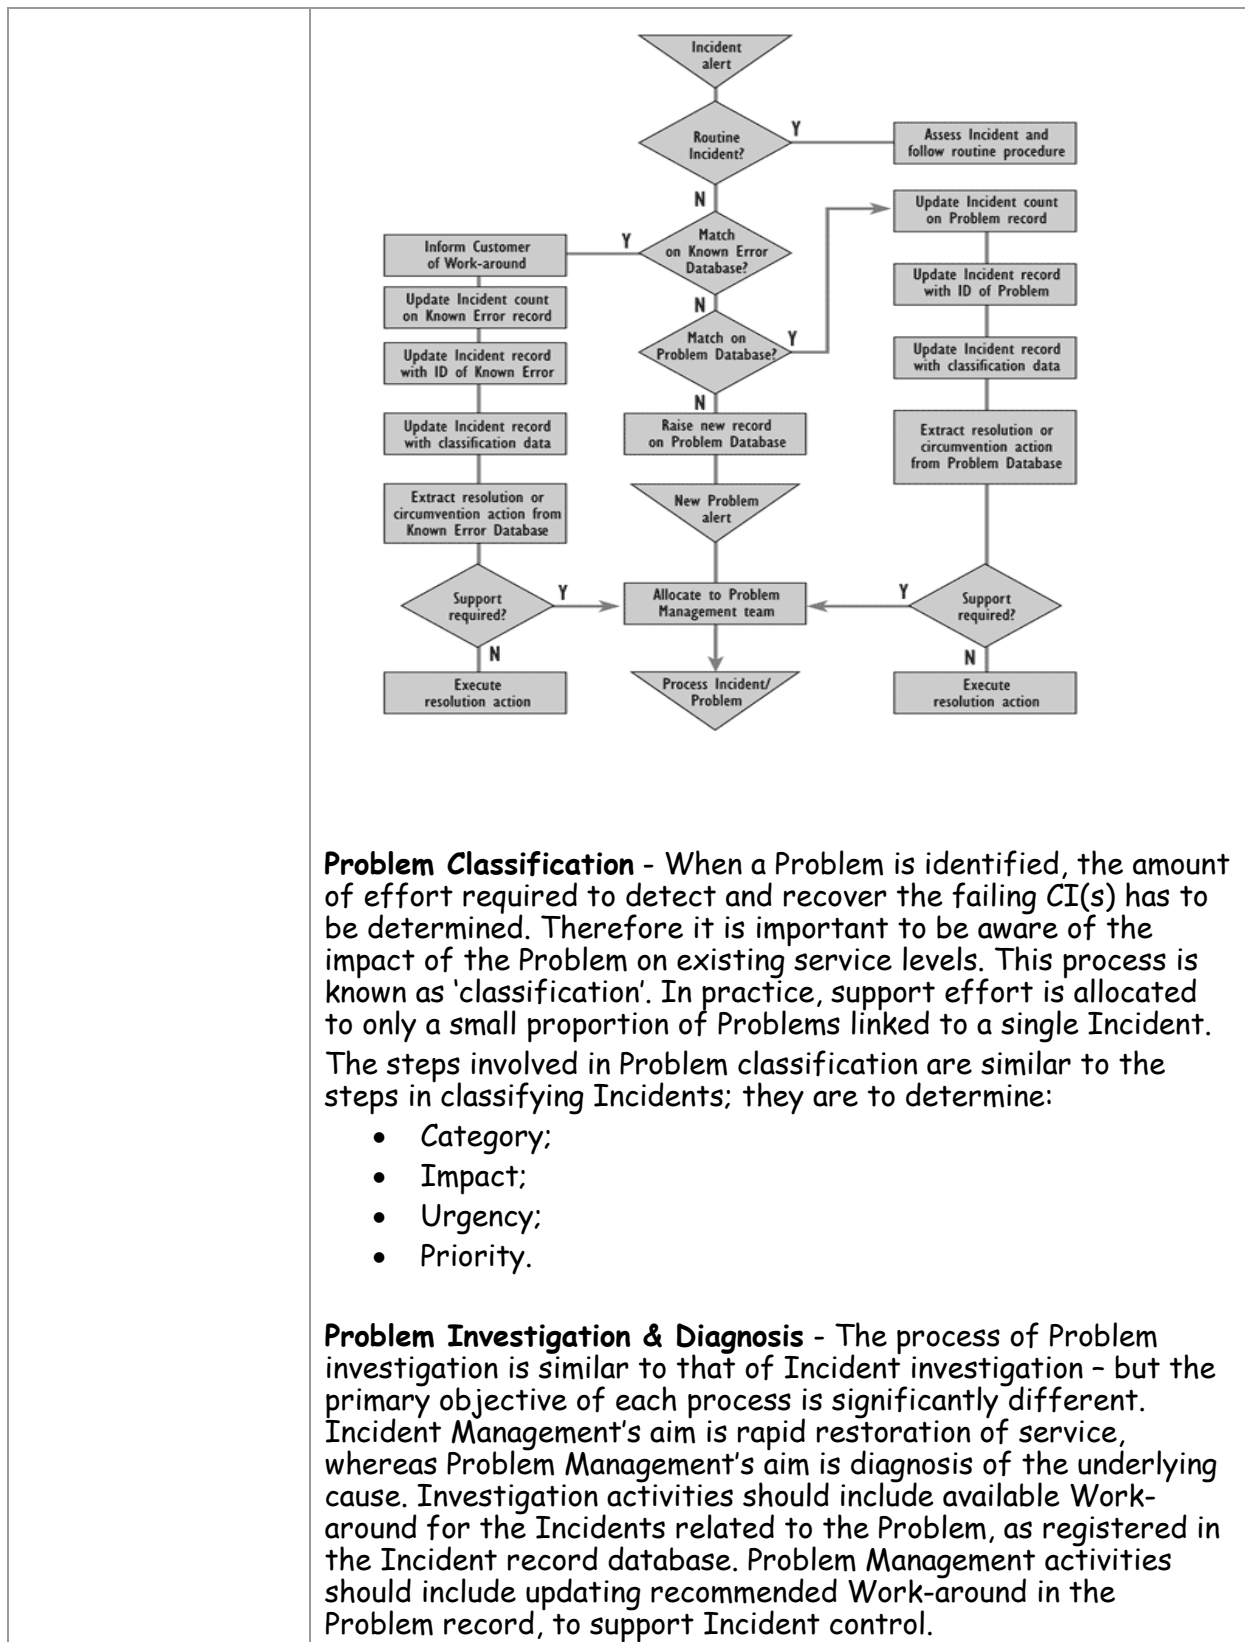 Incident
alert
Routine
Incident?
Y
Assess Incident and
follow routine procedure
N
Match
on Known Error
Database?
Y
Inform Customer
of Work-around
Update Incident count
on Known Error record
Update Incident record
with ID of Known Error
Update Incident record
with classification data
Extract resolution or
circumvention action from
Known Error Database
Support
required?
Y
N
Execute
resolution action
N
Match on
Problem Database?
Y
N
Raise new record
on Problem Database
New Problem
alert
Allocate to Problem
Management team
Process Incident/
Problem
Update Incident count
on Problem record
Update Incident record
with ID of Problem
Update Incident record
with classification data
Extract resolution or
circumvention action
from Problem Database
Y
Support
required?
N
Execute
resolution action
Problem Classification - When a Problem is identified, the amount
of effort required to detect and recover the failing CI(s) has to
be determined. Therefore it is important to be aware of the
impact of the Problem on existing service levels. This process is
known as ‘classification’. In practice, support effort is allocated
to only a small proportion of Problems linked to a single Incident.
The steps involved in Problem classification are similar to the
steps in classifying Incidents; they are to determine:
• Category;
• Impact;
• Urgency;
• Priority.
Problem Investigation & Diagnosis - The process of Problem
investigation is similar to that of Incident investigation – but the
primary objective of each process is significantly different.
Incident Management’s aim is rapid restoration of service,
whereas Problem Management’s aim is diagnosis of the underlying
cause. Investigation activities should include available Work-
around for the Incidents related to the Problem, as registered in
the Incident record database. Problem Management activities
should include updating recommended Work-around in the
Problem record, to support Incident control.